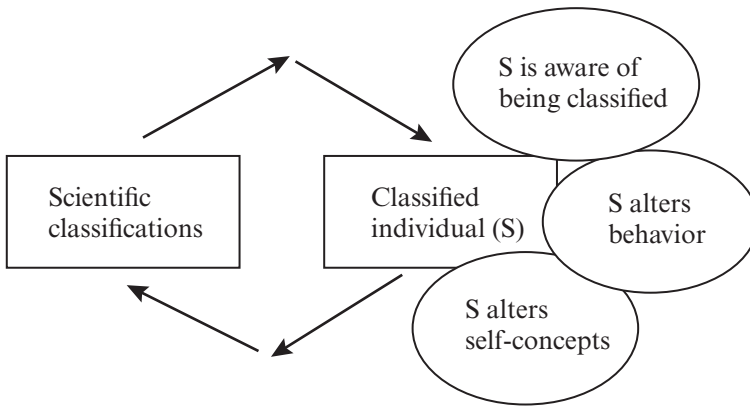 S is aware of
being classified
Scientific
classifications
Classified
individual (S)
S alters
behavior
S alters
self-concepts